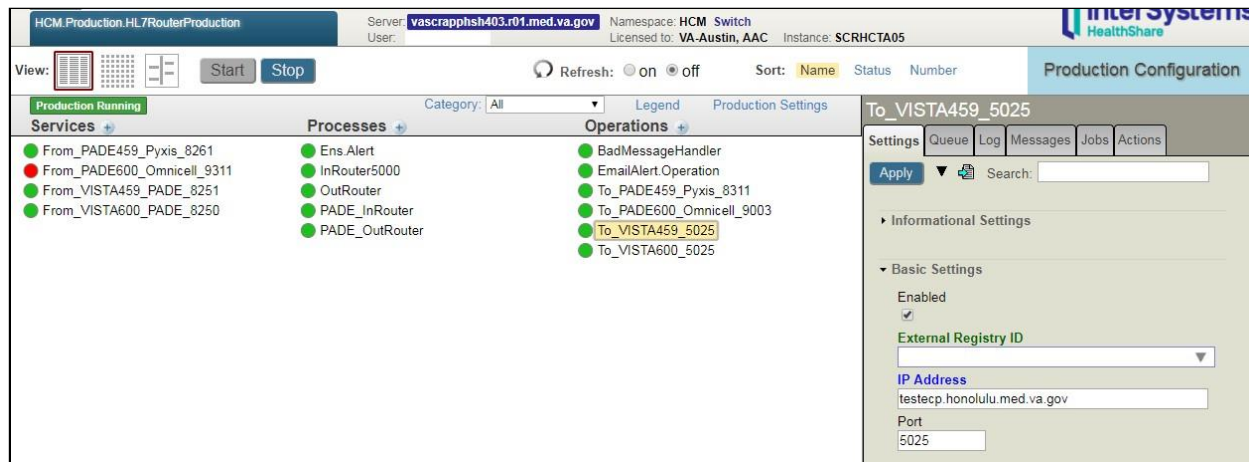 HCM.Production.HL7RouterProduction
Server: vascrapphsh403.r01.med.va.gov Namespace: HCM Switch
User: Licensed to: VA-Austin, AAC Instance: SCRHCTA05
InterSystems
HealthShare
View: Start Stop Refresh: on off Sort: Name Status Number Production Configuration
Production Running Category: All Legend Production Settings
Services Processes Operations
From_PADE459_Pyxis_8261 Ens.Alert BadMessageHandler
From_PADE600_Omnicell_9311 InRouter5000 EmailAlert.Operation
From_VISTA459_PADE_8251 OutRouter To_PADE459_Pyxis_8311
From_VISTA600_PADE_8250 PADE_InRouter To_PADE600_Omnicell_9003
PADE_OutRouter To_VISTA459_5025
To_VISTA600_5025
To_VISTA459_5025
Settings Queue Log Messages Jobs Actions
Apply Search:
Informational Settings
Basic Settings
Enabled
External Registry ID
IP Address
testecp.honolulu.med.va.gov
Port
5025